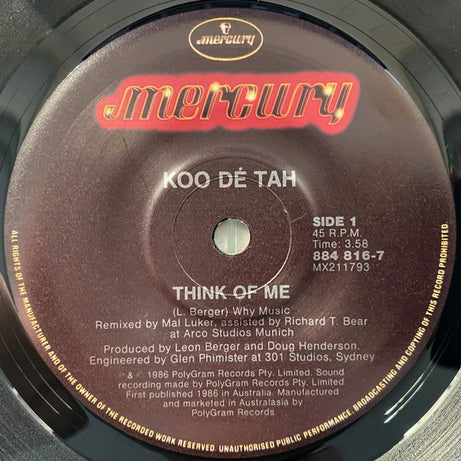 mercury
mercury
KOO DÉ TAH
SIDE 1
45 R.P.M.
Time: 3.58
884 816-7
MX211793
THINK OF ME
(L. Berger) Why Music
Remixed by Mal Luker, assisted by Richard T. Bear
at Arco Studios Munich
Produced by Leon Berger and Doug Henderson.
Engineered by Glen Phimister at 301 Studios, Sydney
℗ & © 1986 PolyGram Records Pty. Limited. Sound
recording made by PolyGram Records Pty. Limited.
First published 1986 in Australia. Manufactured
and marketed in Australasia by
PolyGram Records
ALL RIGHTS OF THE MANUFACTURER AND OF THE OWNER OF THE RECORDED WORK RESERVED. UNAUTHORISED PUBLIC PERFORMANCE, BROADCASTING AND COPYING OF THIS RECORD PROHIBITED.